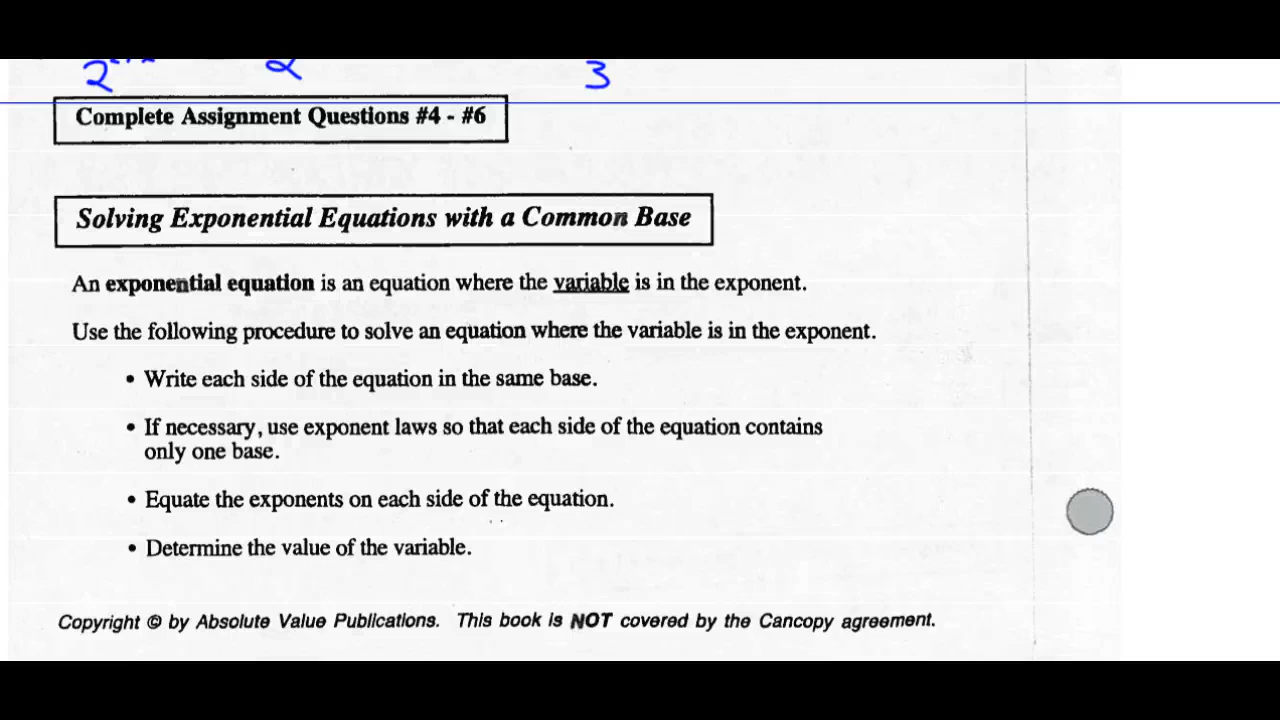 2 2 3
Complete Assignment Questions #4 - #6
Solving Exponential Equations with a Common Base
An exponential equation is an equation where the variable is in the exponent.
Use the following procedure to solve an equation where the variable is in the exponent.
• Write each side of the equation in the same base.
• If necessary, use exponent laws so that each side of the equation contains
only one base.
• Equate the exponents on each side of the equation.
• Determine the value of the variable.
Copyright © by Absolute Value Publications. This book is NOT covered by the Cancopy agreement.